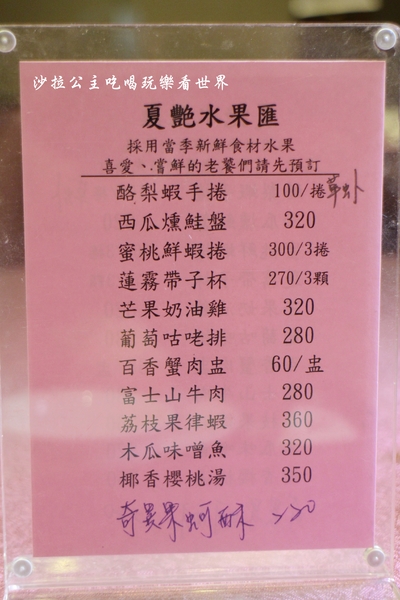 沙拉公主吃喝玩樂看世界
夏艷水果匯
採用當季新鮮食材水果
喜愛、嘗鮮的老饕們請先預訂
酪梨蝦手捲 100/捲
西瓜燻鮭盤 320
蜜桃鮮蝦捲 300/3捲
蓮霧帶子杯 270/3顆
芒果奶油雞 320
葡萄咕咾排 280
百香蟹肉盅 60/盅
富士山牛肉 280
荔枝果律蝦 360
木瓜味噌魚 320
椰香櫻桃湯 350
奇異果蚵酥